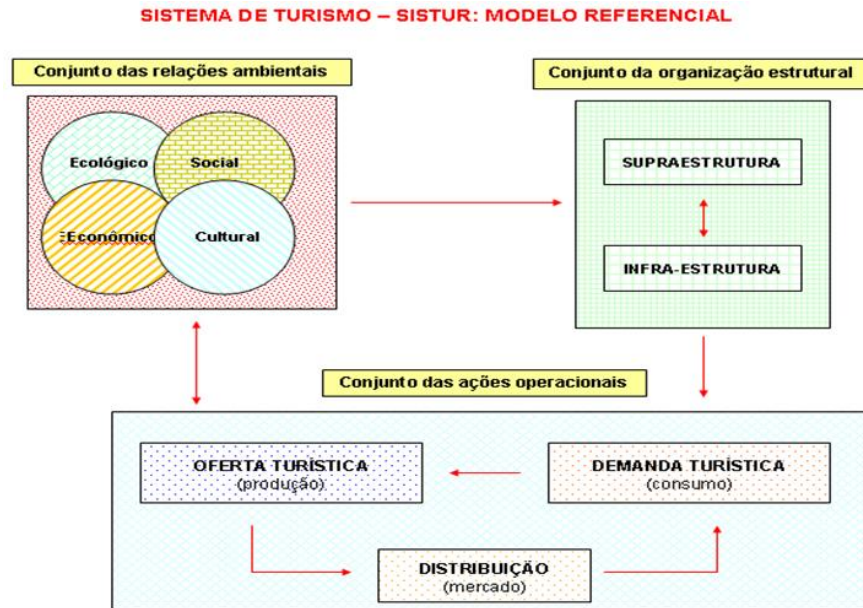 SISTEMA DE TURISMO – SISTUR: MODELO REFERENCIAL
Conjunto das relações ambientais
Conjunto da organização estrutural
Ecológico
Social
Econômico
Cultural
SUPRAESTRUTURA
INFRA-ESTRUTURA
Conjunto das ações operacionais
OFERTA TURÍSTICA
(produção)
DEMANDA TURÍSTICA
(consumo)
DISTRIBUIÇÃO
(mercado)